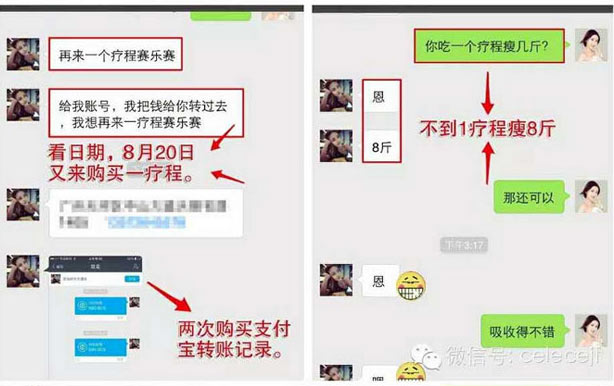 再来一个疗程赛乐赛
给我账号，我把钱给你转过去
，我想再来一疗程赛乐赛
看日期，8月20日
又来购买一疗程。
两次购买支付
宝转账记录。
你吃一个疗程瘦几斤?
恩
8斤
不到1疗程瘦8斤
那还可以
下午3:17
恩
吸收得不错
微信号: celecejf